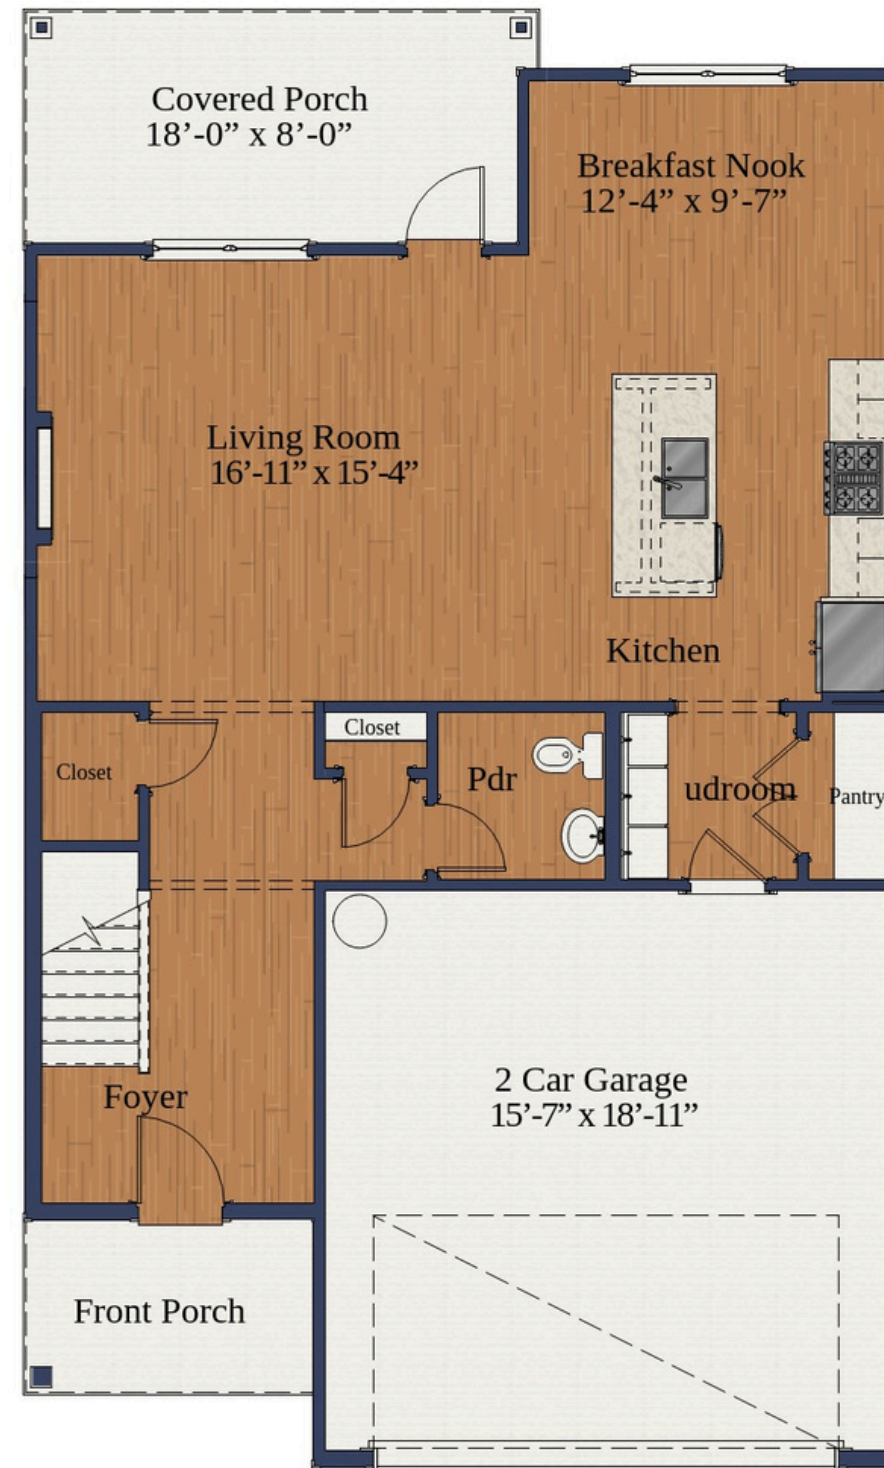 Covered Porch
18’-0” x 8’-0”
Breakfast Nook
12’-4” x 9’-7”
Living Room
16’-11” x 15’-4”
Kitchen
Closet
Closet
Pdr
udroom
Pantry
Foyer
2 Car Garage
15’-7” x 18’-11”
Front Porch